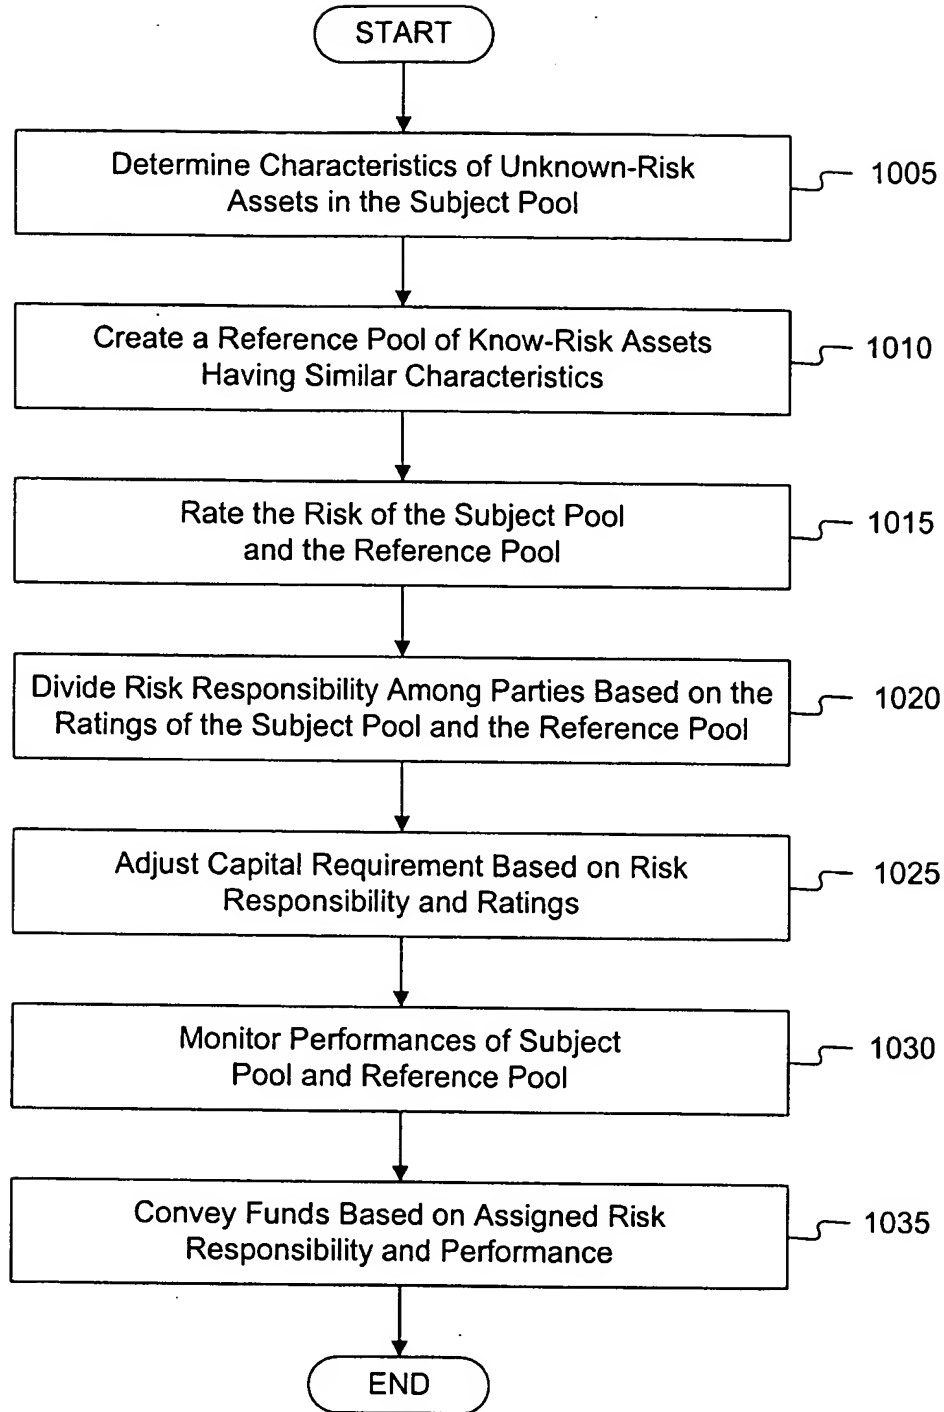 START
Determine Characteristics of Unknown-Risk
Assets in the Subject Pool
1005
Create a Reference Pool of Know-Risk Assets
Having Similar Characteristics
1010
Rate the Risk of the Subject Pool
and the Reference Pool
1015
Divide Risk Responsibility Among Parties Based on the
Ratings of the Subject Pool and the Reference Pool
1020
Adjust Capital Requirement Based on Risk
Responsibility and Ratings
1025
Monitor Performances of Subject
Pool and Reference Pool
1030
Convey Funds Based on Assigned Risk
Responsibility and Performance
1035
END